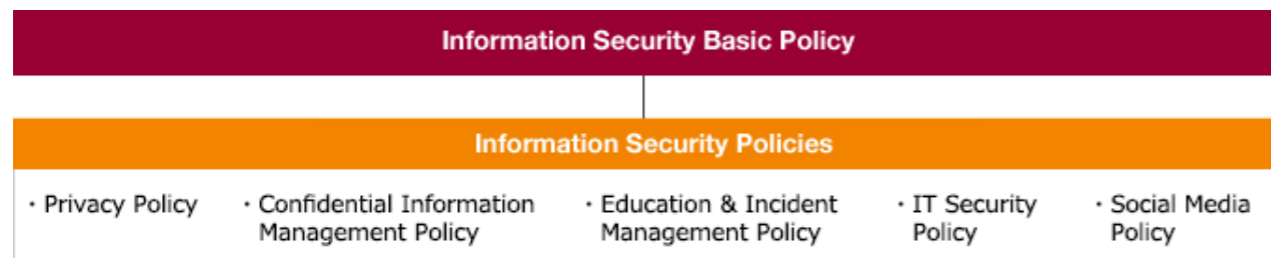 Information Security Basic Policy
Information Security Policies
・Privacy Policy
・Confidential Information
Management Policy
・Education & Incident
Management Policy
・IT Security
Policy
・Social Media
Policy